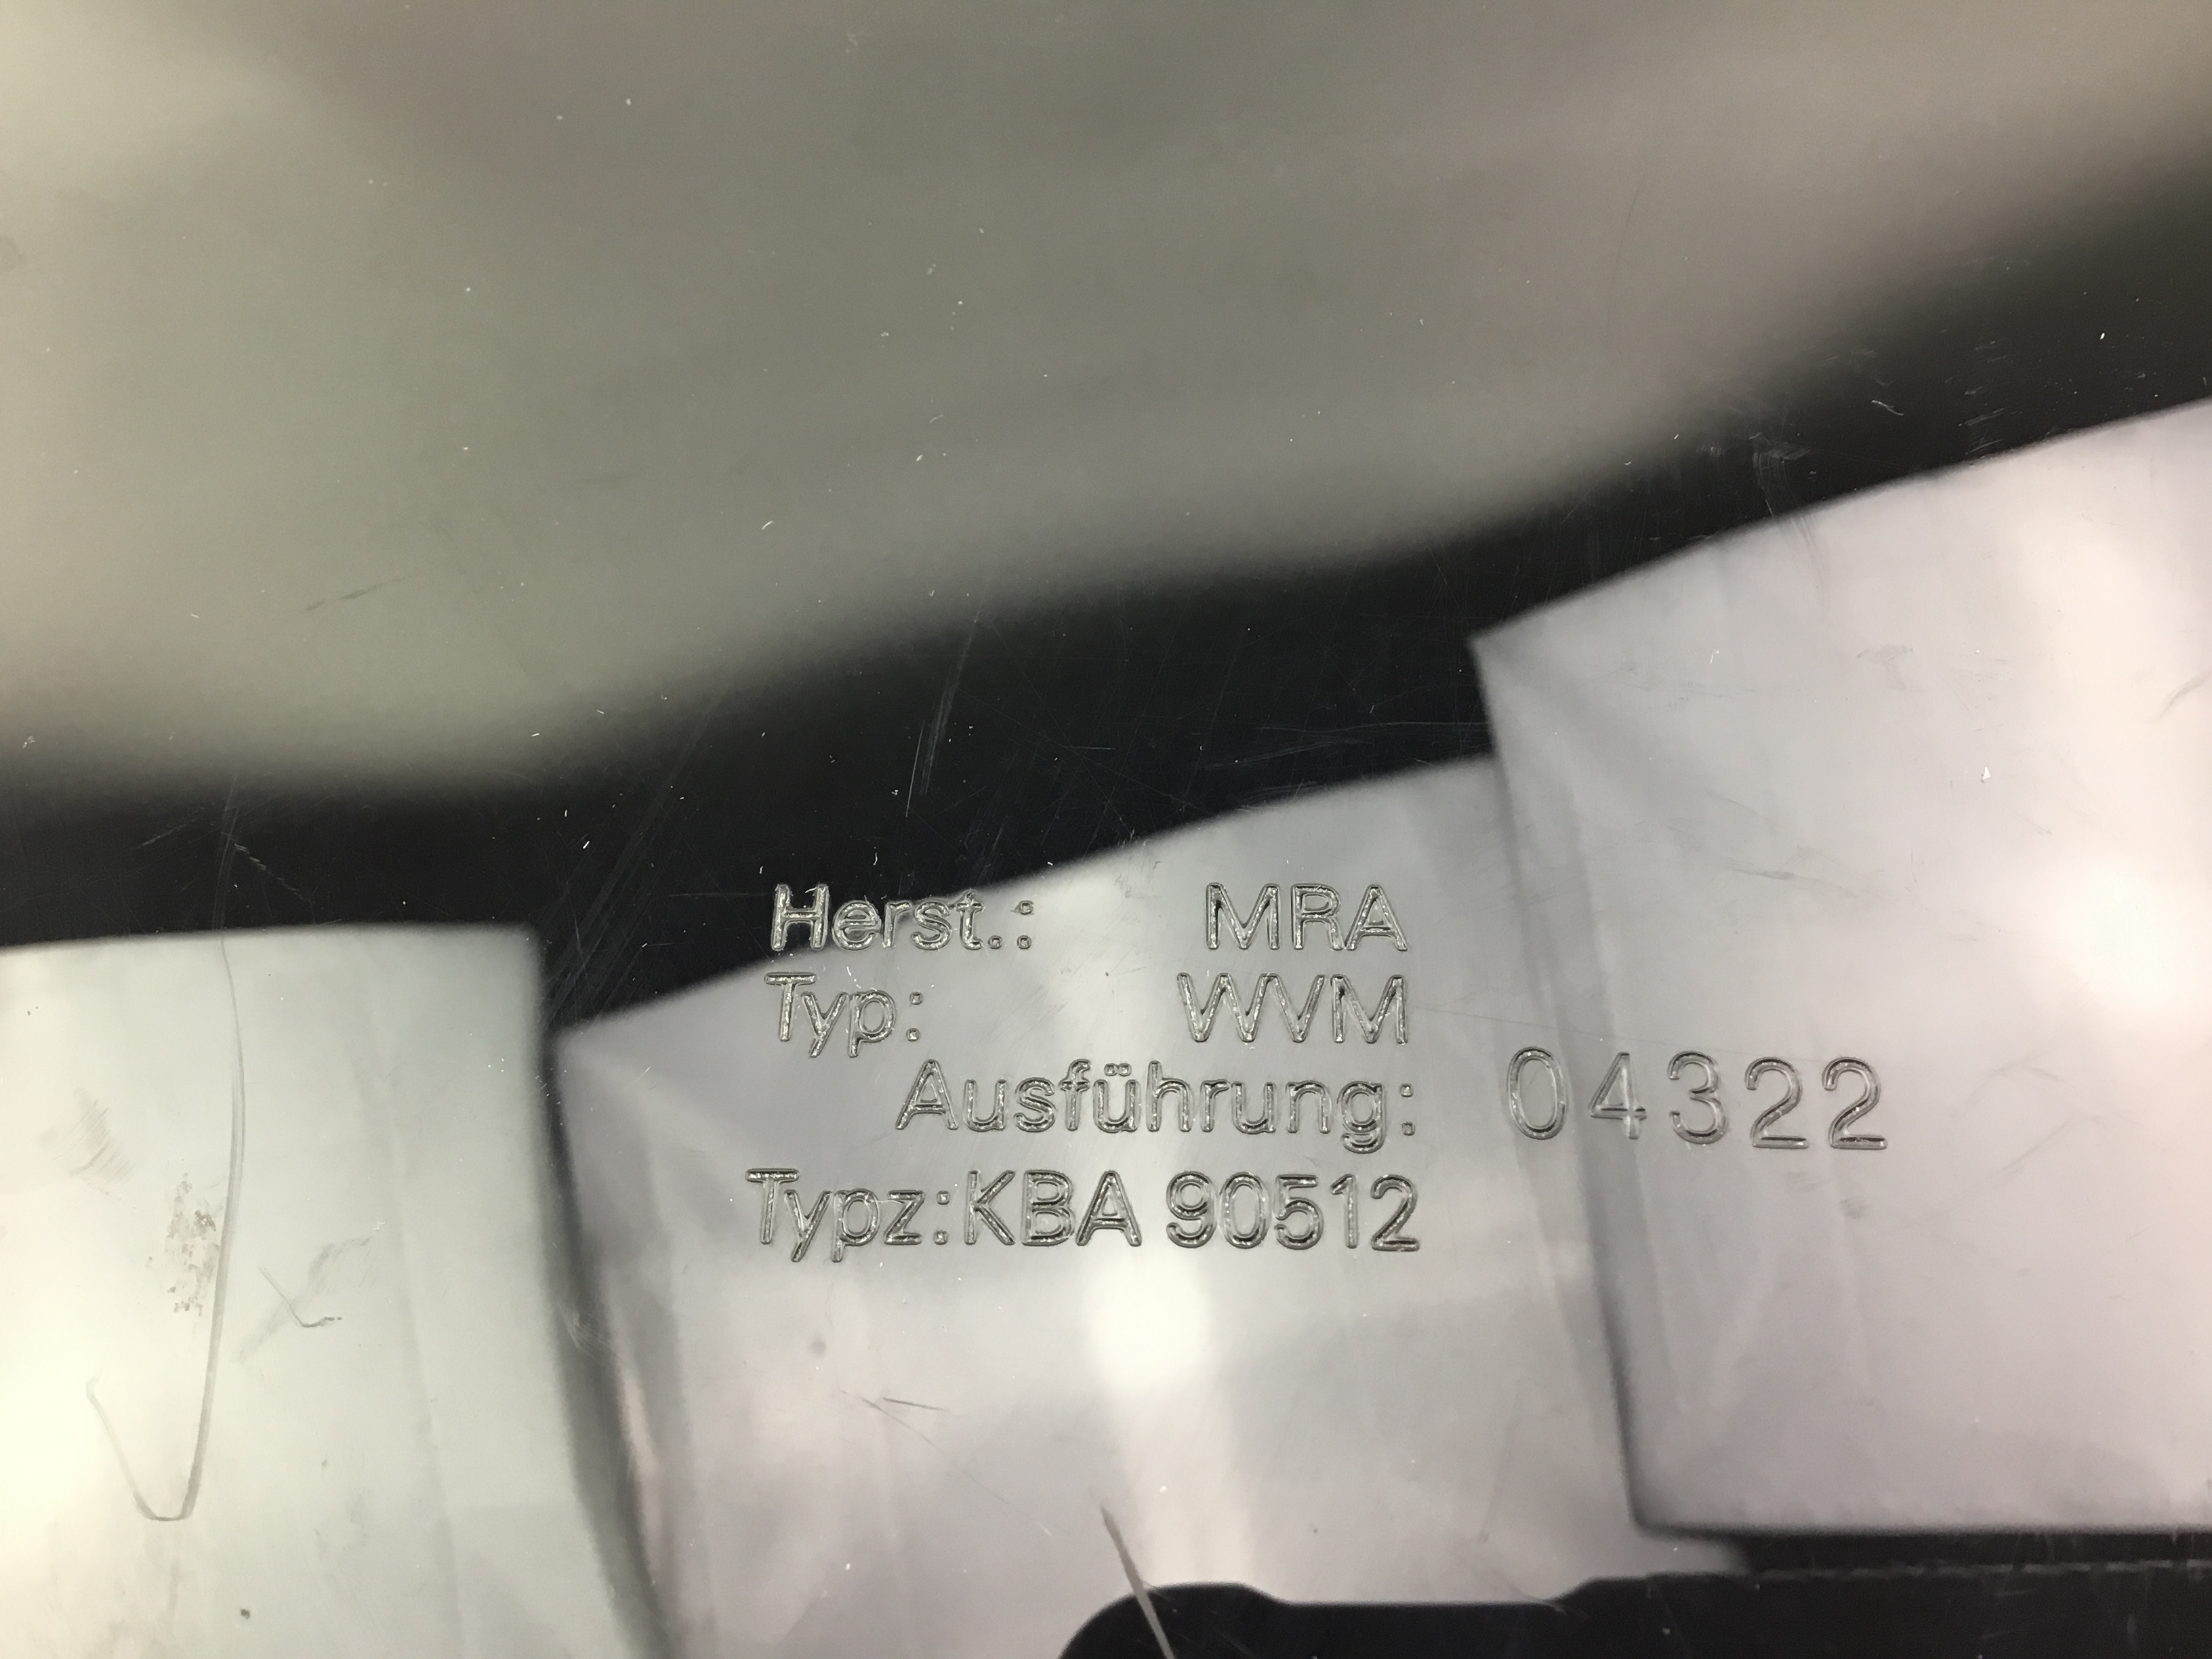 Herst.: MRA
Typ: WVM
Ausführung: 04322
Typz: KBA 90512